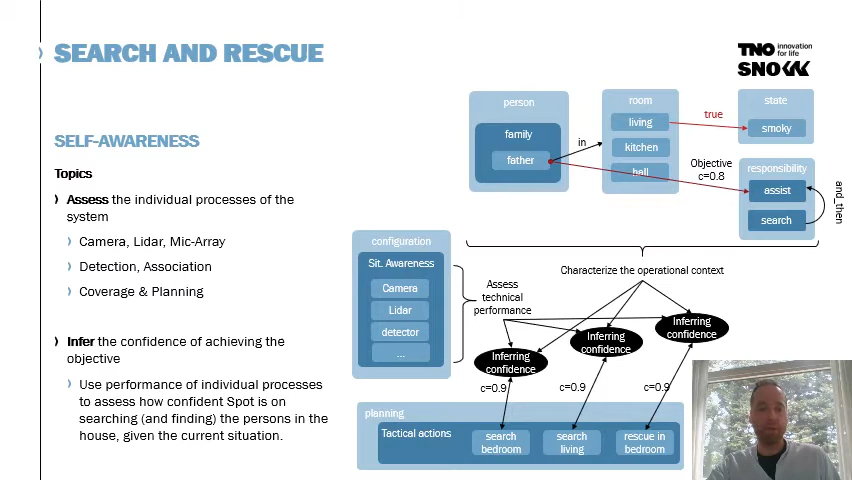 SEARCH AND RESCUE
TNO innovation
for life
SNOW
SELF-AWARENESS
Topics
Assess the individual processes of the
system
Camera, Lidar, Mic-Array
Detection, Association
Coverage & Planning
Infer the confidence of achieving the
objective
Use performance of individual processes
to assess how confident Spot is on
searching (and finding) the persons in the
house, given the current situation.
person
family
father
in
room
living
kitchen
hall
true
state
smoky
Objective
c=0.8
responsibility
assist
search
and_then
configuration
Sit. Awareness
Camera
Lidar
detector
...
Assess
technical
performance
Characterize the operational context
Inferring
confidence
Inferring
confidence
Inferring
confidence
c=0.9
c=0.9
c=0.9
planning
Tactical actions
search
bedroom
search
living
rescue in
bedroom